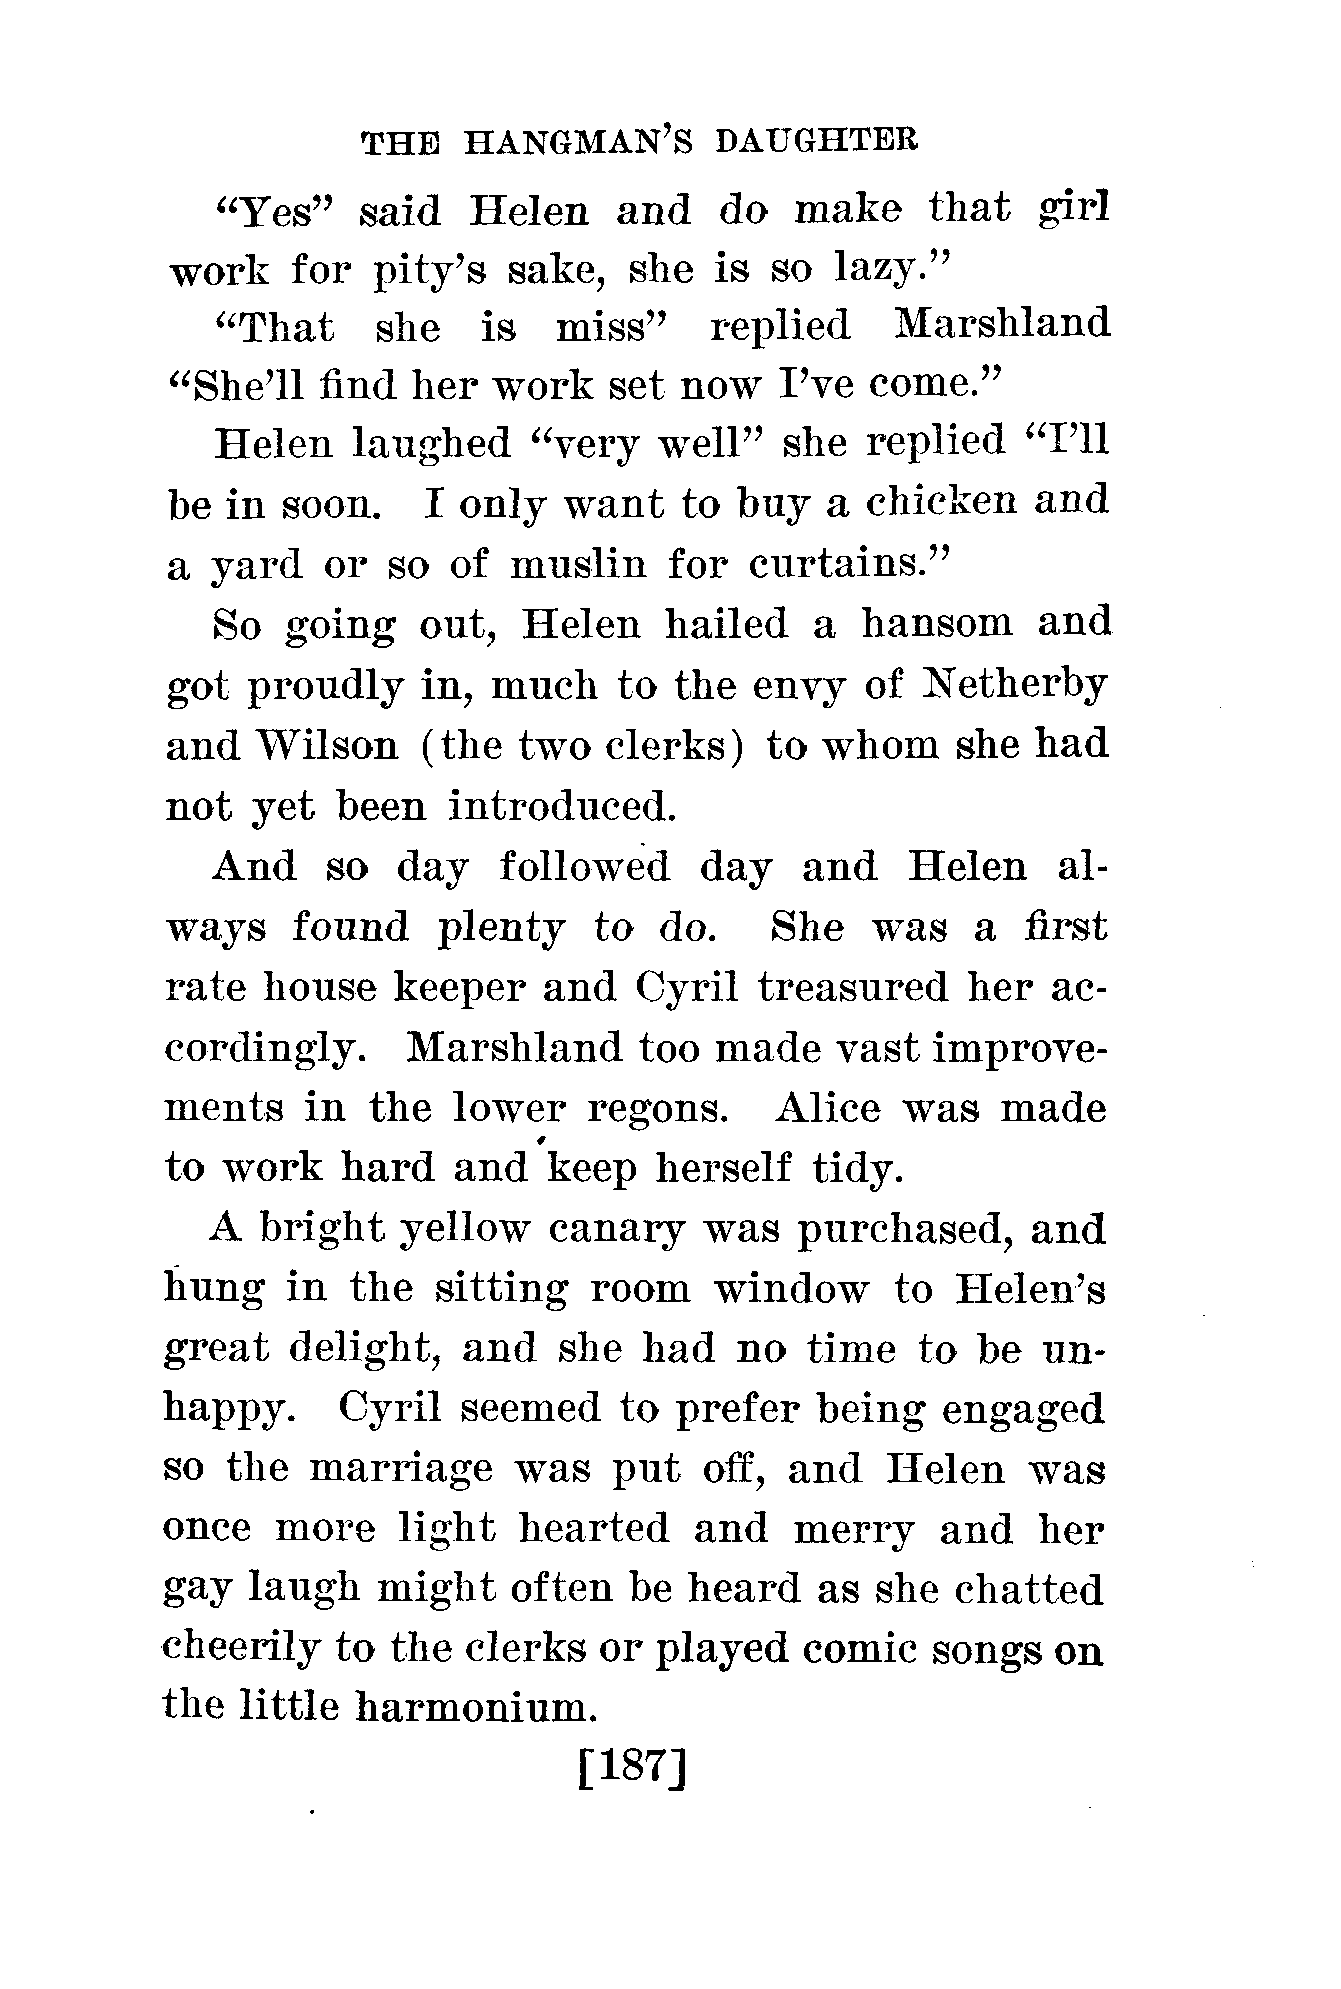 THE HANGMAN'S DAUGHTER
“Yes” said Helen and do make that girl
work for pity's sake, she is so lazy.”
“That she is miss” replied Marshland
“She'll find her work set now I've come.”
Helen laughed “very well” she replied “I'll
be in soon. I only want to buy a chicken and
a yard or so of muslin for curtains.”
So going out, Helen hailed a hansom and
got proudly in, much to the envy of Netherby
and Wilson (the two clerks) to whom she had
not yet been introduced.
And so day followed day and Helen al-
ways found plenty to do. She was a first
rate house keeper and Cyril treasured her ac-
cordingly. Marshland too made vast improve-
ments in the lower regons. Alice was made
to work hard and keep herself tidy.
A bright yellow canary was purchased, and
hung in the sitting room window to Helen's
great delight, and she had no time to be un-
happy. Cyril seemed to prefer being engaged
so the marriage was put off, and Helen was
once more light hearted and merry and her
gay laugh might often be heard as she chatted
cheerily to the clerks or played comic songs on
the little harmonium.
[187]